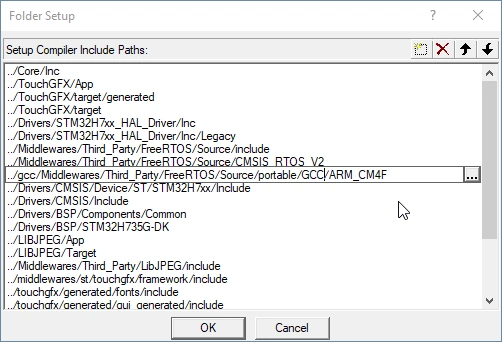 Folder Setup
Setup Compiler Include Paths:
../Core/Inc
../TouchGFX/App
../TouchGFX/target/generated
../TouchGFX/target
../Drivers/STM32H7xx_HAL_Driver/Inc
../Drivers/STM32H7xx_HAL_Driver/Inc/Legacy
../Middlewares/Third_Party/FreeRTOS/Source/include
../Middlewares/Third_Party/FreeRTOS/Source/CMSIS_RTOS_V2
../gcc/Middlewares/Third_Party/FreeRTOS/Source/portable/GCC/ARM_CM4F
...
../Drivers/CMSIS/Device/ST/STM32H7xx/Include
../Drivers/CMSIS/Include
../Drivers/BSP/Components/Common
../Drivers/BSP/STM32H735G-DK
../LIBJPEG/App
../LIBJPEG/Target
../Middlewares/Third_Party/LibJPEG/include
../middlewares/st/touchgfx/framework/include
../touchgfx/generated/fonts/include
../touchgfx/generated/gui_generated/include
OK
Cancel